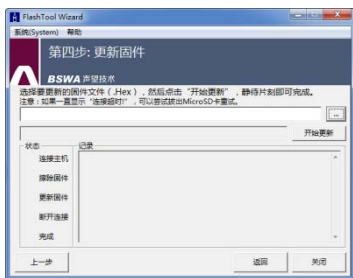 FlashTool Wizard
系统(System) 帮助
第四步: 更新固件
BSWA 声望技术
选择要更新的固件文件（.Hex），然后点击“开始更新”，静待片刻即可完成。
注意：如果一直显示“连接超时!”，可以尝试拔出MicroSD卡重试。
...
开始更新
状态
记录
连接主机
擦除固件
更新固件
断开连接
完成
上一步
返回
关闭